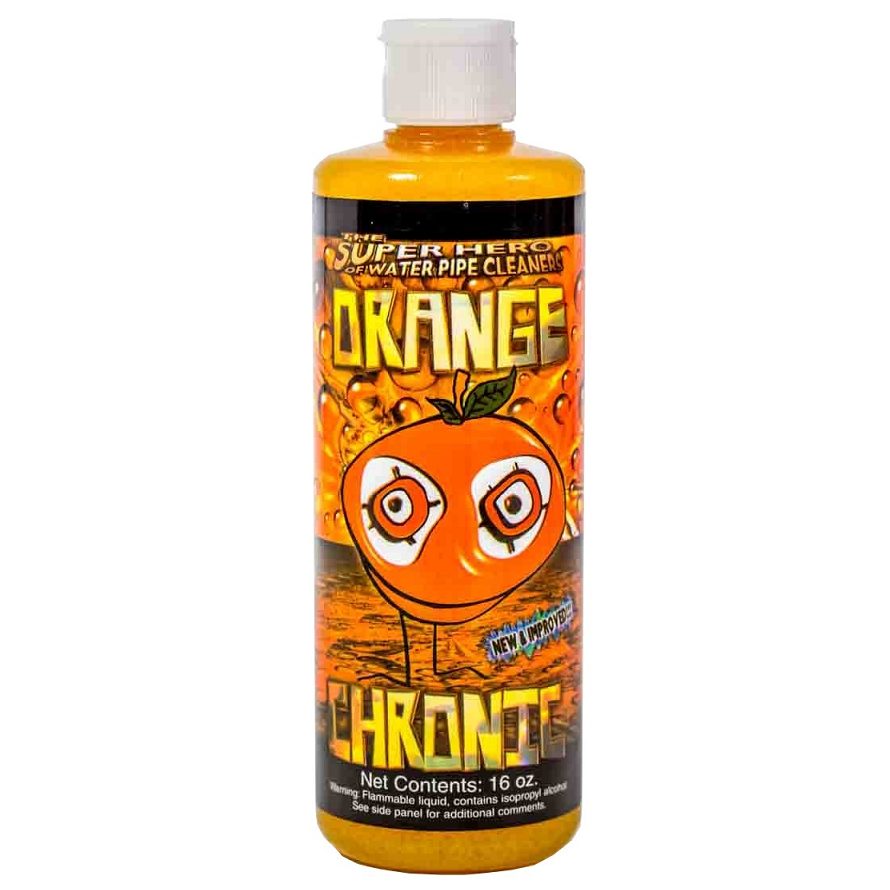 THE
SUPER HERO
OF WATER PIPE CLEANERS
ORANGE
NEW & IMPROVED!!!
CHRONIC
Net Contents: 16 oz.
Warning: Flammable liquid, contains isopropyl alcohol
See side panel for additional comments.